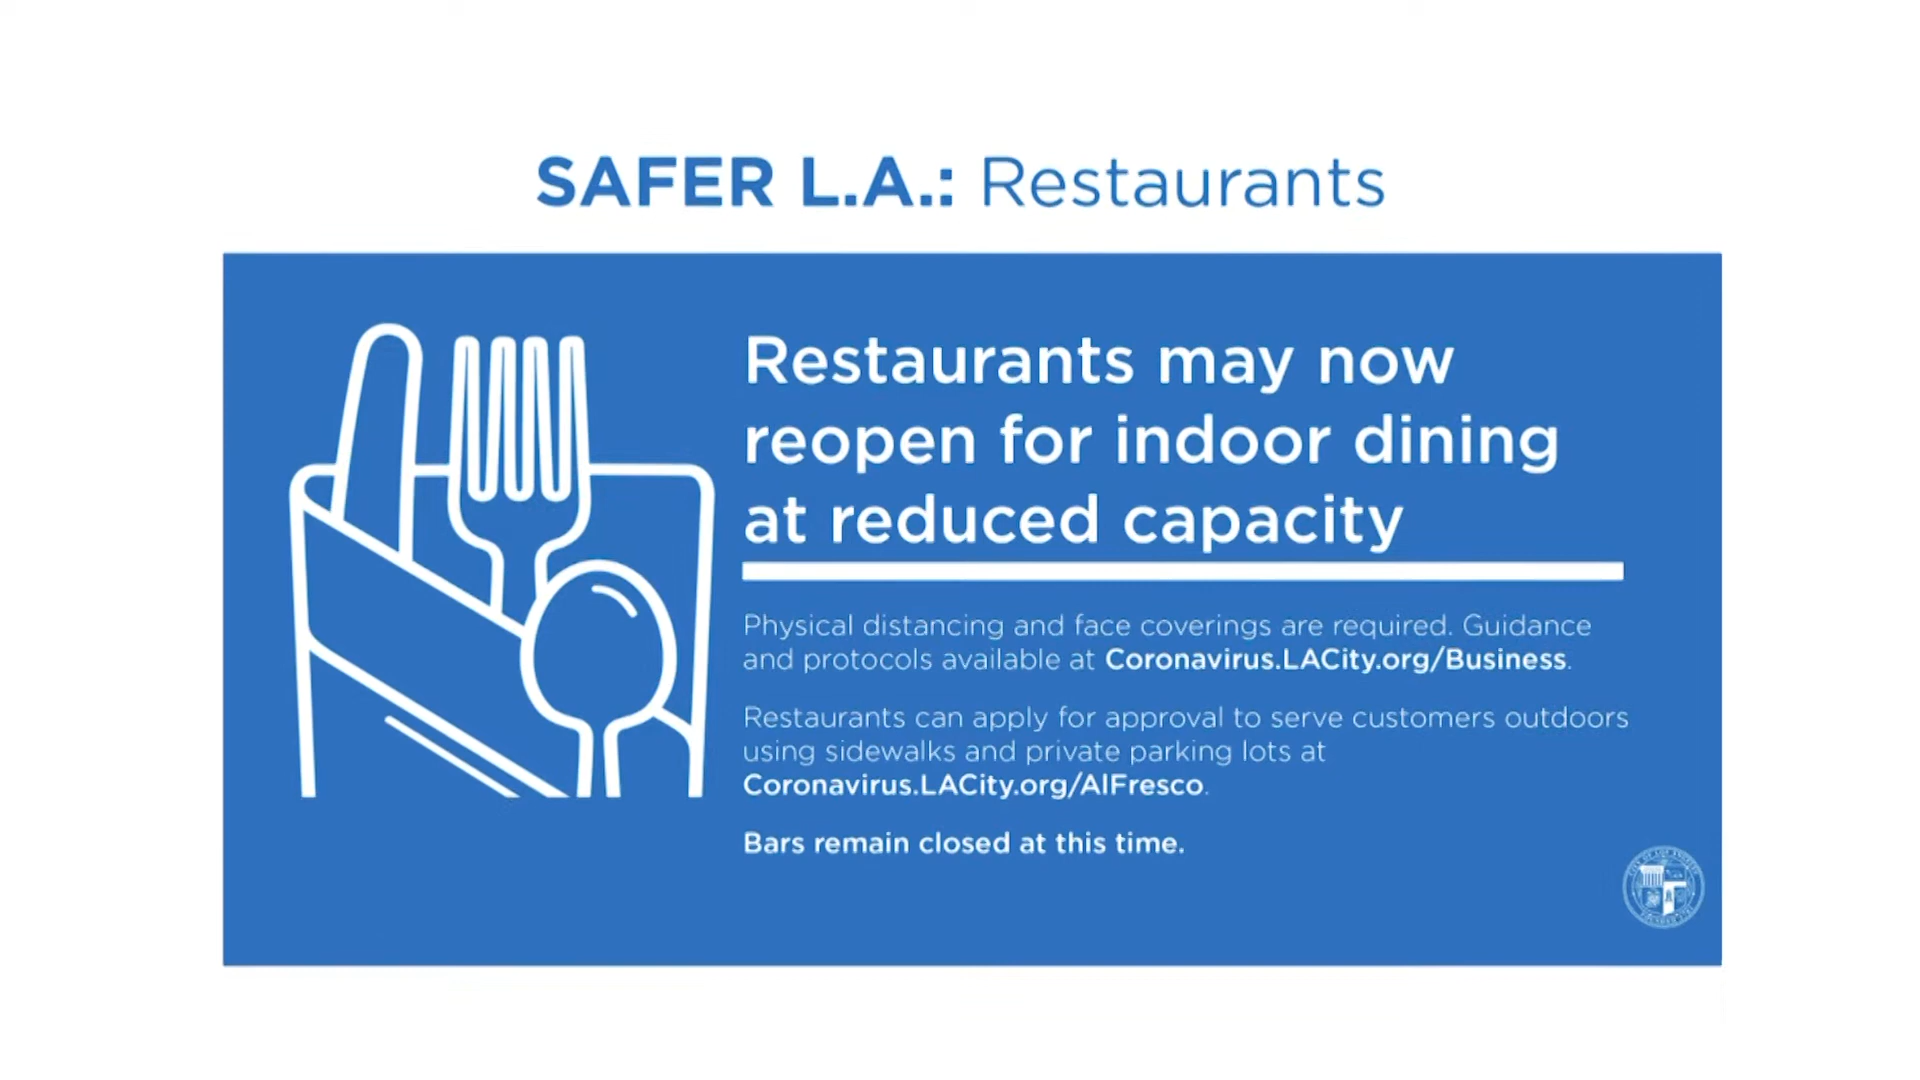 SAFER L.A.: Restaurants
Restaurants may now
reopen for indoor dining
at reduced capacity
Physical distancing and face coverings are required. Guidance
and protocols available at Coronavirus.LACity.org/Business.
Restaurants can apply for approval to serve customers outdoors
using sidewalks and private parking lots at
Coronavirus.LACity.org/AlFresco.
Bars remain closed at this time.